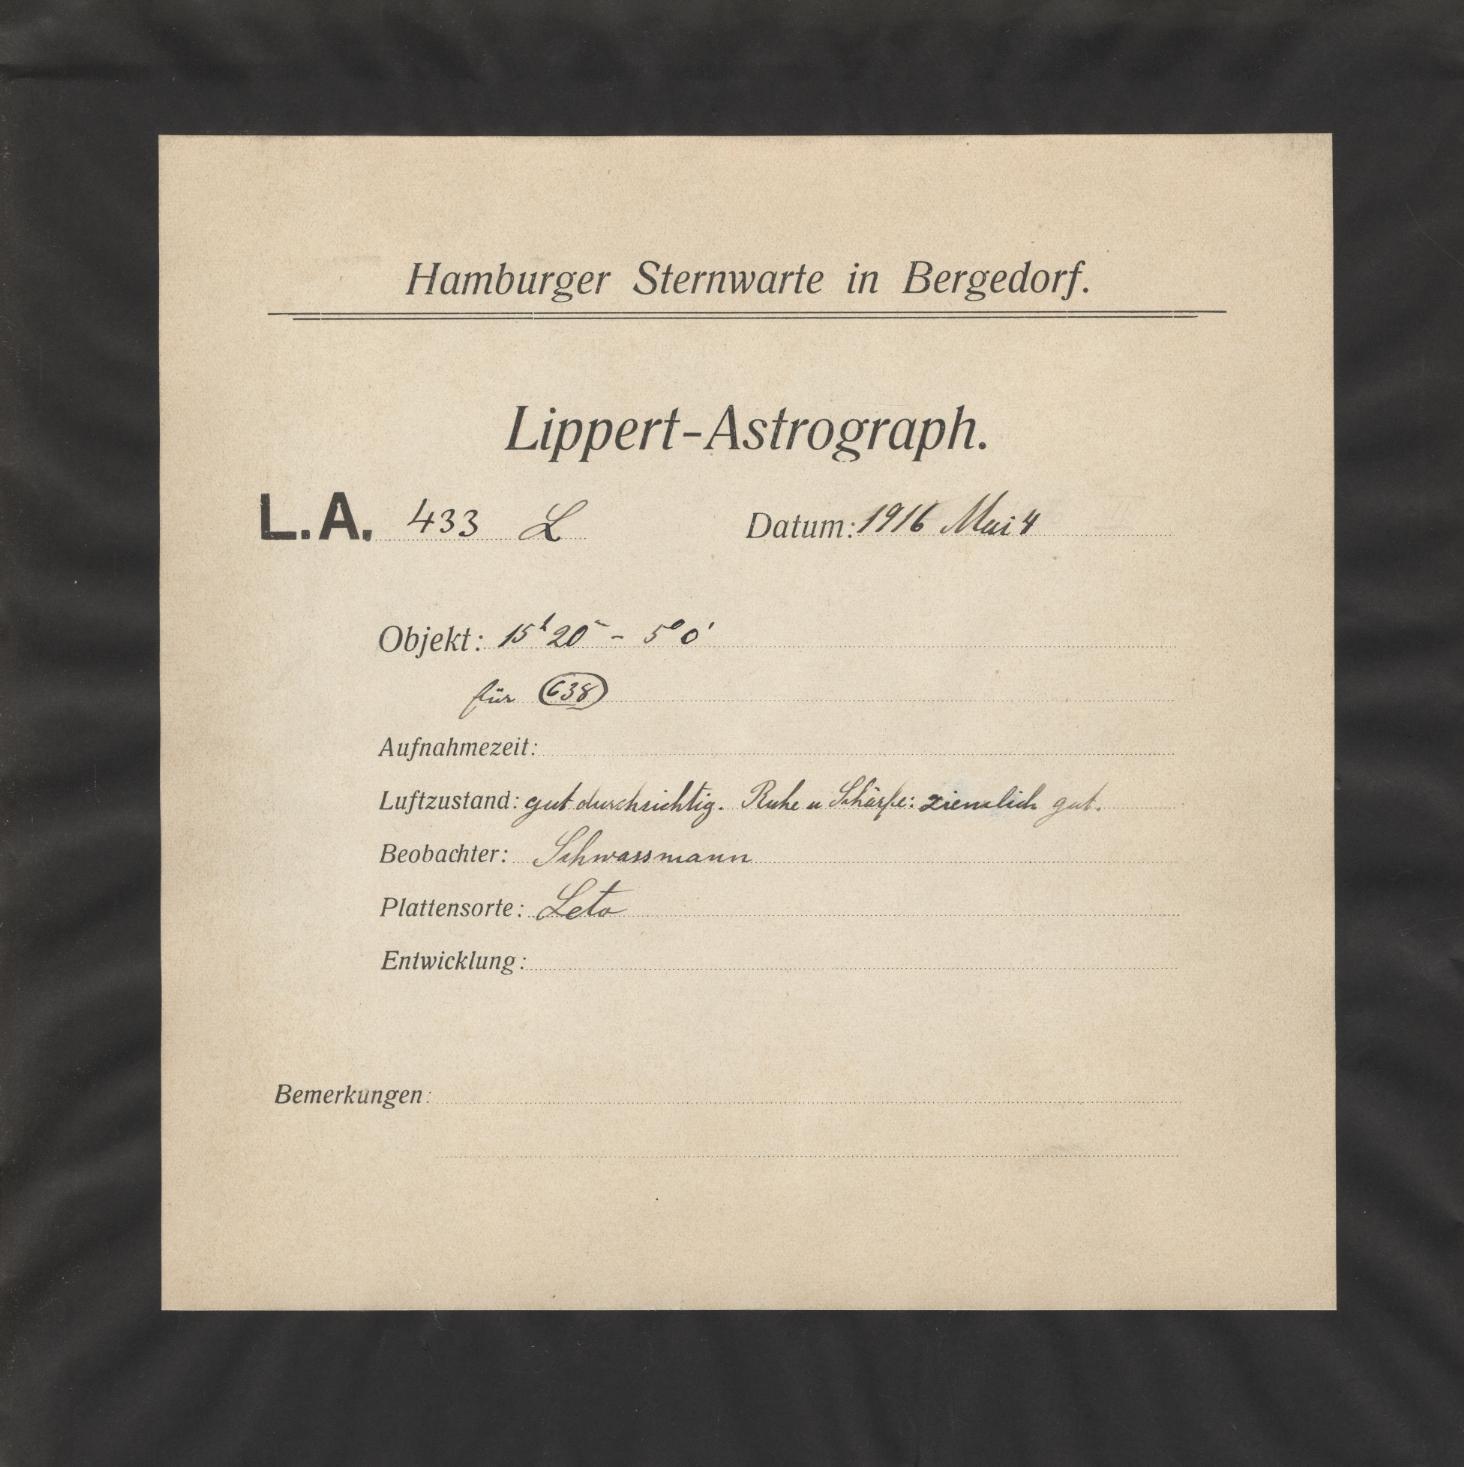 Hamburger Sternwarte in Bergedorf.
Lippert-Astrograph.
L.A. 433 L Datum: 1916 Mai 4
Objekt: 15h 20m - 5° 0'
für (638)
Aufnahmezeit:
Luftzustand: gut durchsichtig. Ruhe u Schärfe: ziemlich gut.
Beobachter: Schwassmann
Plattensorte: Leto
Entwicklung:
Bemerkungen: